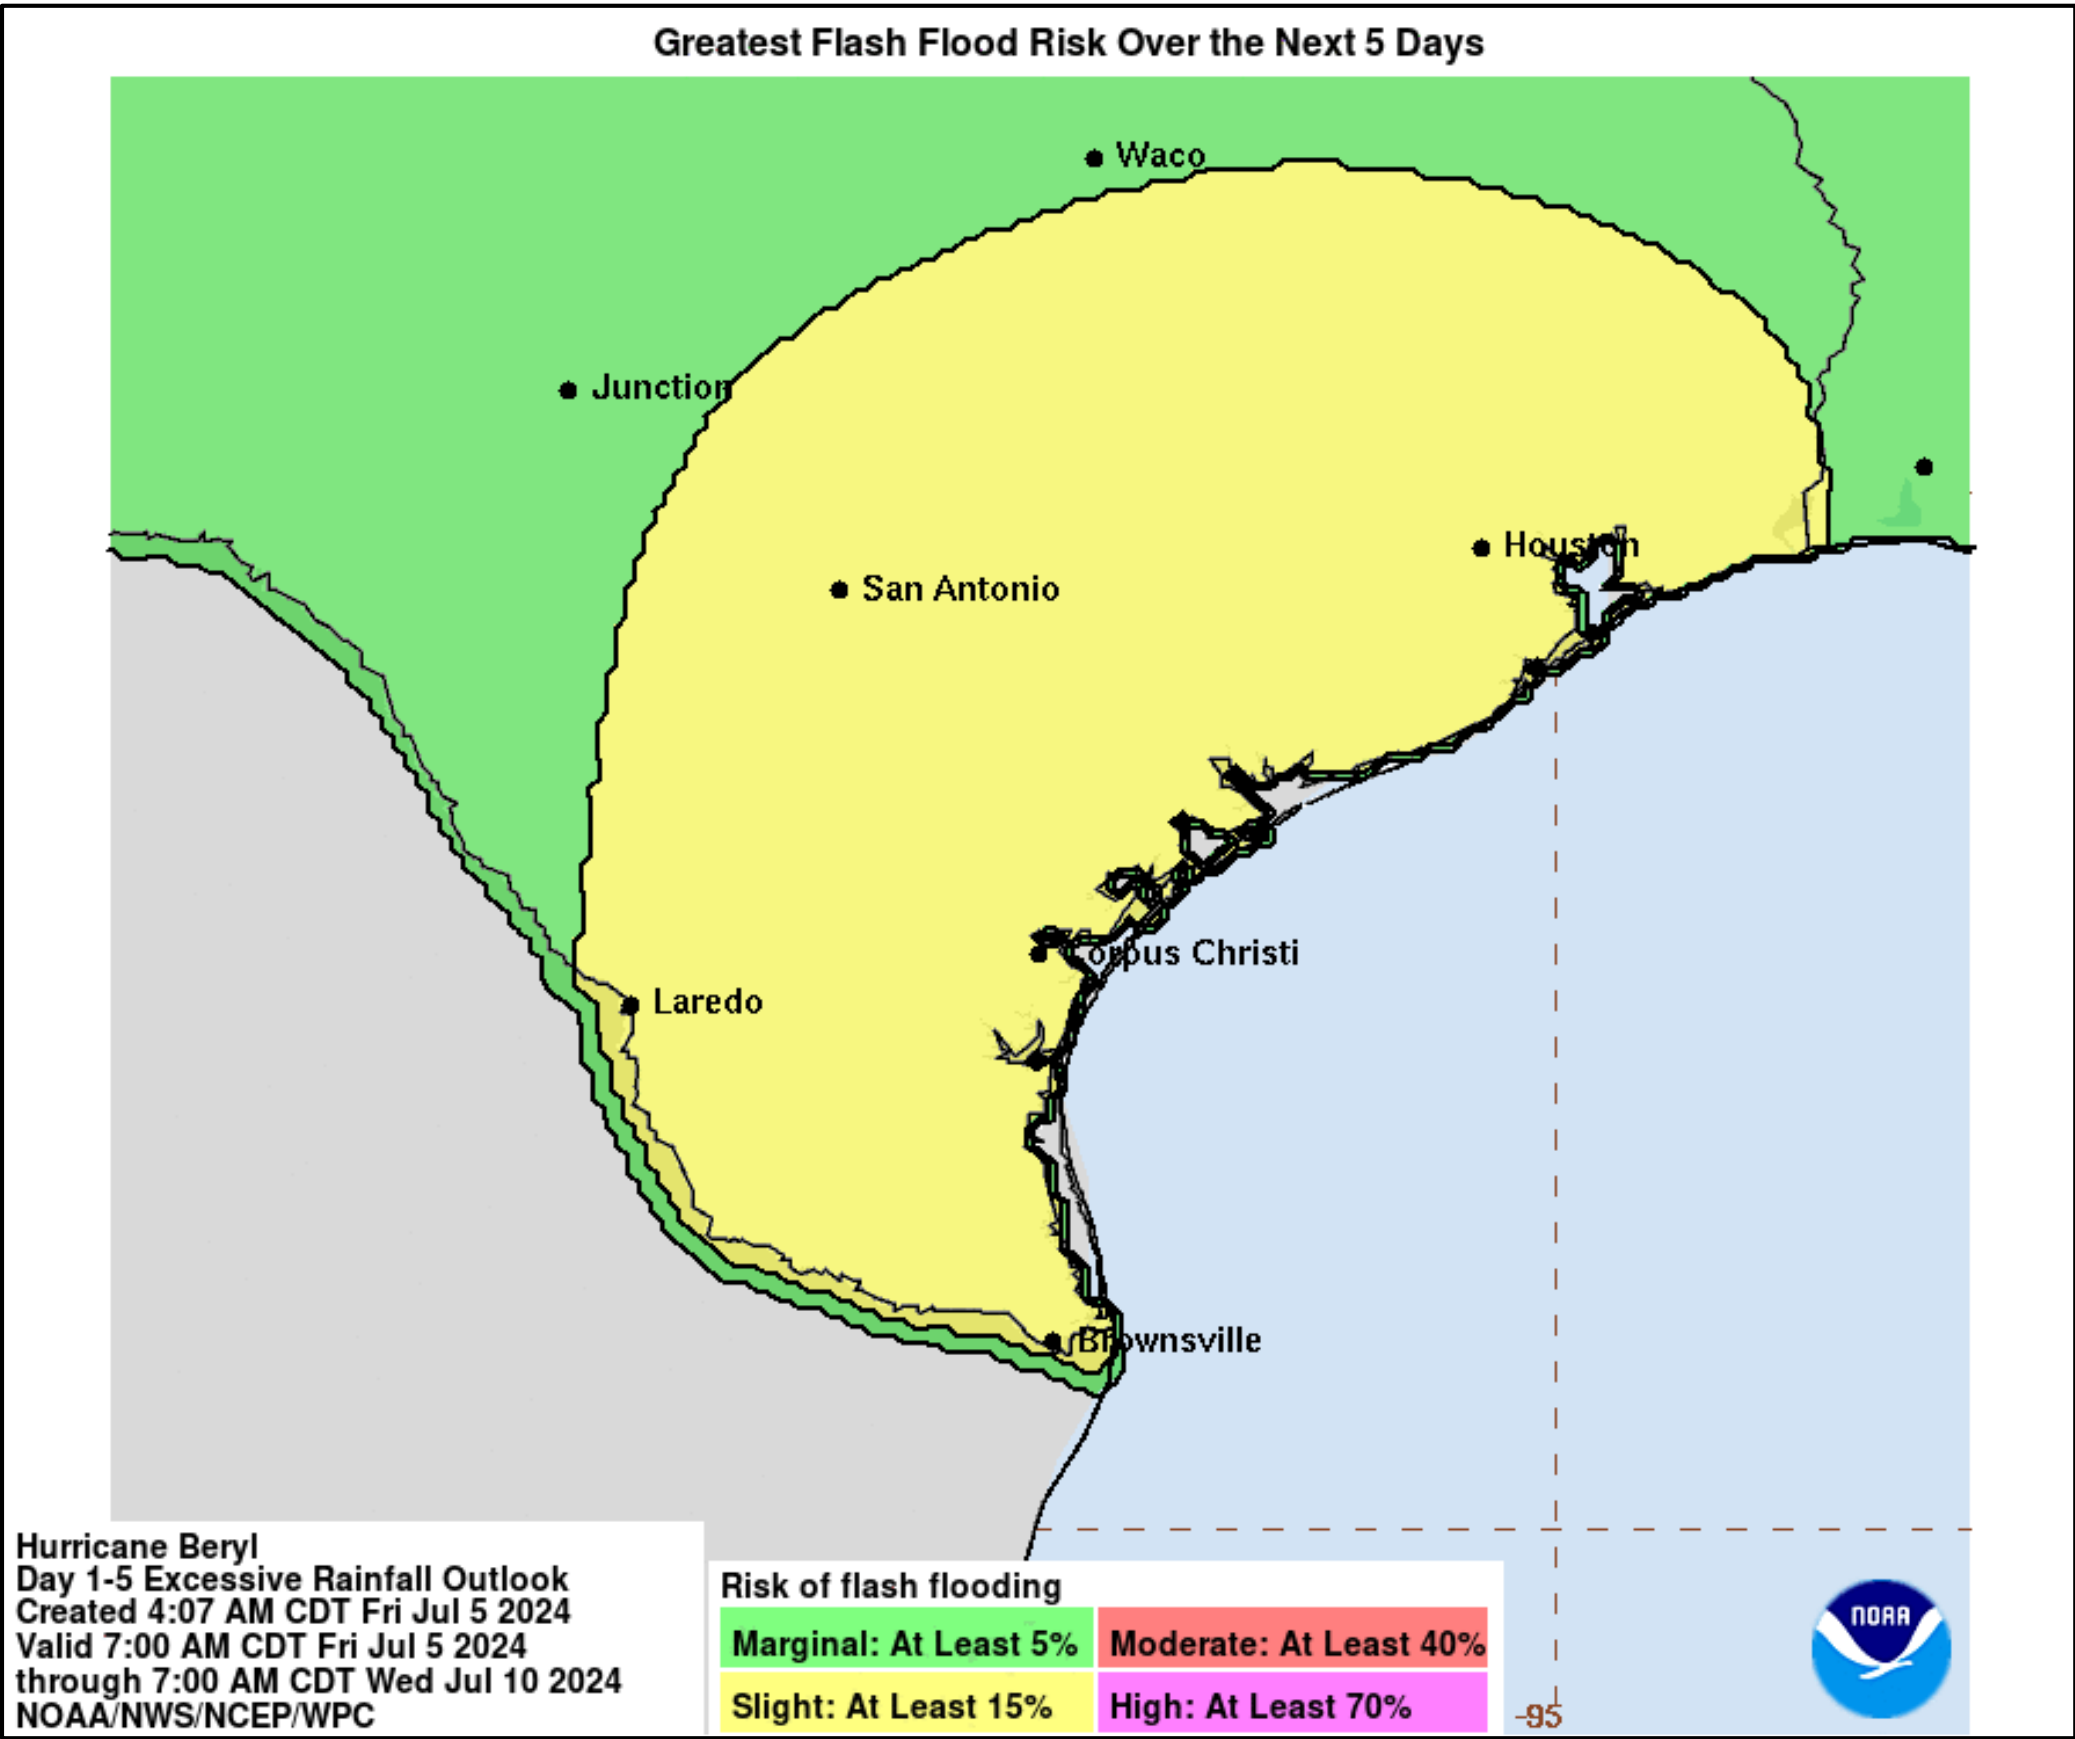 Greatest Flash Flood Risk Over the Next 5 Days
Waco
Junction
Houston
San Antonio
Corpus Christi
Laredo
Brownsville
Hurricane Beryl
Day 1-5 Excessive Rainfall Outlook
Created 4:07 AM CDT Fri Jul 5 2024
Valid 7:00 AM CDT Fri Jul 5 2024
through 7:00 AM CDT Wed Jul 10 2024
NOAA/NWS/NCEP/WPC
Risk of flash flooding
Marginal: At Least 5%
Moderate: At Least 40%
Slight: At Least 15%
High: At Least 70%
-95
NOAA